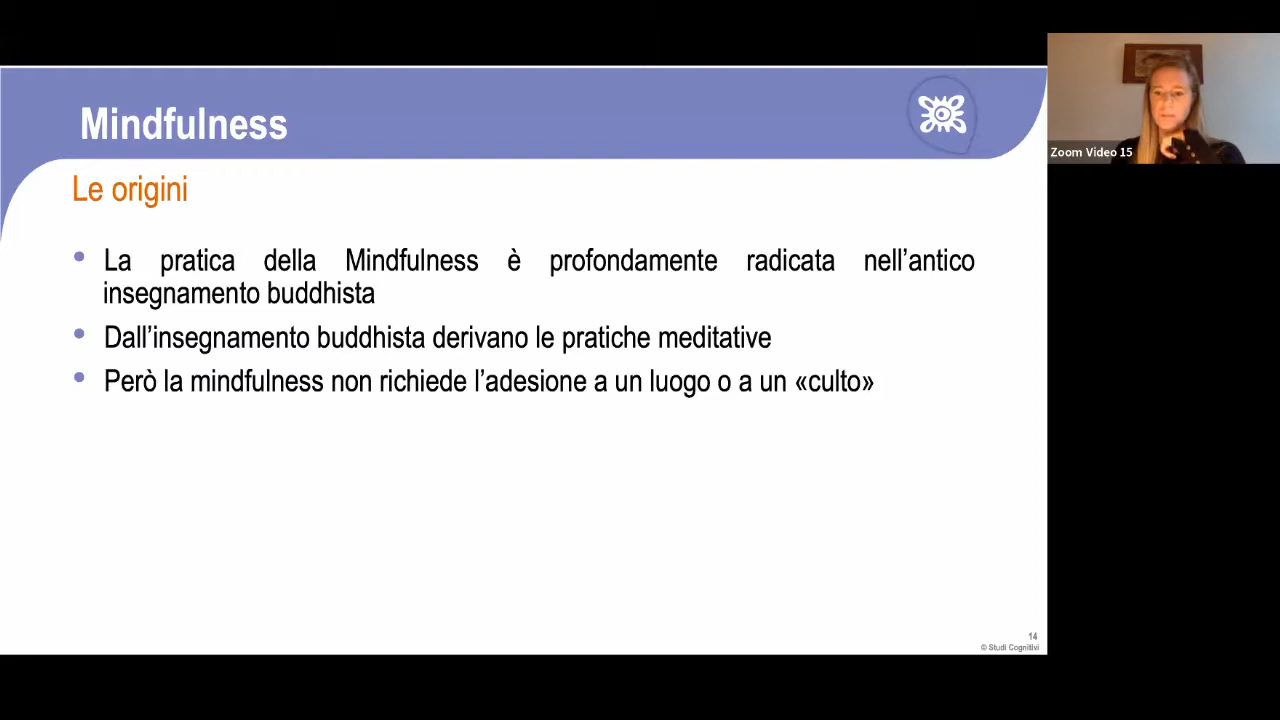 Mindfulness
Le origini
• La pratica della Mindfulness è profondamente radicata nell’antico
insegnamento buddhista
• Dall’insegnamento buddhista derivano le pratiche meditative
• Però la mindfulness non richiede l’adesione a un luogo o a un «culto»
14
© Studi Cognitivi
Zoom Video 15